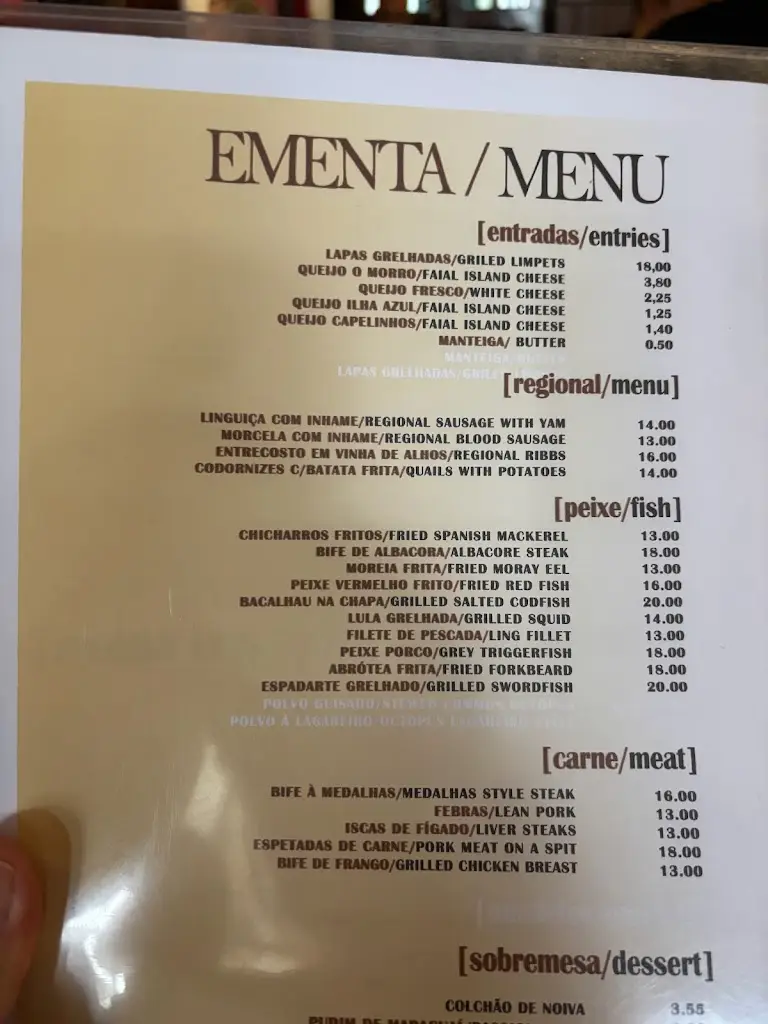 EMENTA / MENU
[entradas/entries]
LAPAS GRELHADAS/GRILED LIMPETS 18,00
QUEIJO O MORRO/FAIAL ISLAND CHEESE 3,80
QUEIJO FRESCO/WHITE CHEESE 2,25
QUEIJO ILHA AZUL/FAIAL ISLAND CHEESE 1,25
QUEIJO CAPELINHOS/FAIAL ISLAND CHEESE 1,40
MANTEIGA/ BUTTER 0.50
MANTEIGA/
LAPAS GRELHADAS/
[regional/menu]
LINGUIÇA COM INHAME/REGIONAL SAUSAGE WITH YAM 14.00
MORCELA COM INHAME/REGIONAL BLOOD SAUSAGE 13.00
ENTRECOSTO EM VINHA DE ALHOS/REGIONAL RIBBS 16.00
CODORNIZES C/BATATA FRITA/QUAILS WITH POTATOES 14.00
[peixe/fish]
CHICHARROS FRITOS/FRIED SPANISH MACKEREL 13.00
BIFE DE ALBACORA/ALBACORE STEAK 18.00
MOREIA FRITA/FRIED MORAY EEL 13.00
PEIXE VERMELHO FRITO/FRIED RED FISH 16.00
BACALHAU NA CHAPA/GRILLED SALTED CODFISH 20.00
LULA GRELHADA/GRILLED SQUID 14.00
FILETE DE PESCADA/LING FILLET 13.00
PEIXE PORCO/GREY TRIGGERFISH 18.00
ABRÓTEA FRITA/FRIED FORKBEARD 18.00
ESPADARTE GRELHADO/GRILLED SWORDFISH 20.00
POLVO GUISADO/
POLVO À LAGAREIRO
[carne/meat]
BIFE À MEDALHAS/MEDALHAS STYLE STEAK 16.00
FEBRAS/LEAN PORK 13.00
ISCAS DE FÍGADO/LIVER STEAKS 13.00
ESPETADAS DE CARNE/PORK MEAT ON A SPIT 18.00
BIFE DE FRANGO/GRILLED CHICKEN BREAST 13.00
[sobremesa/dessert]
COLCHÃO DE NOIVA 3.55
PUDIM DE